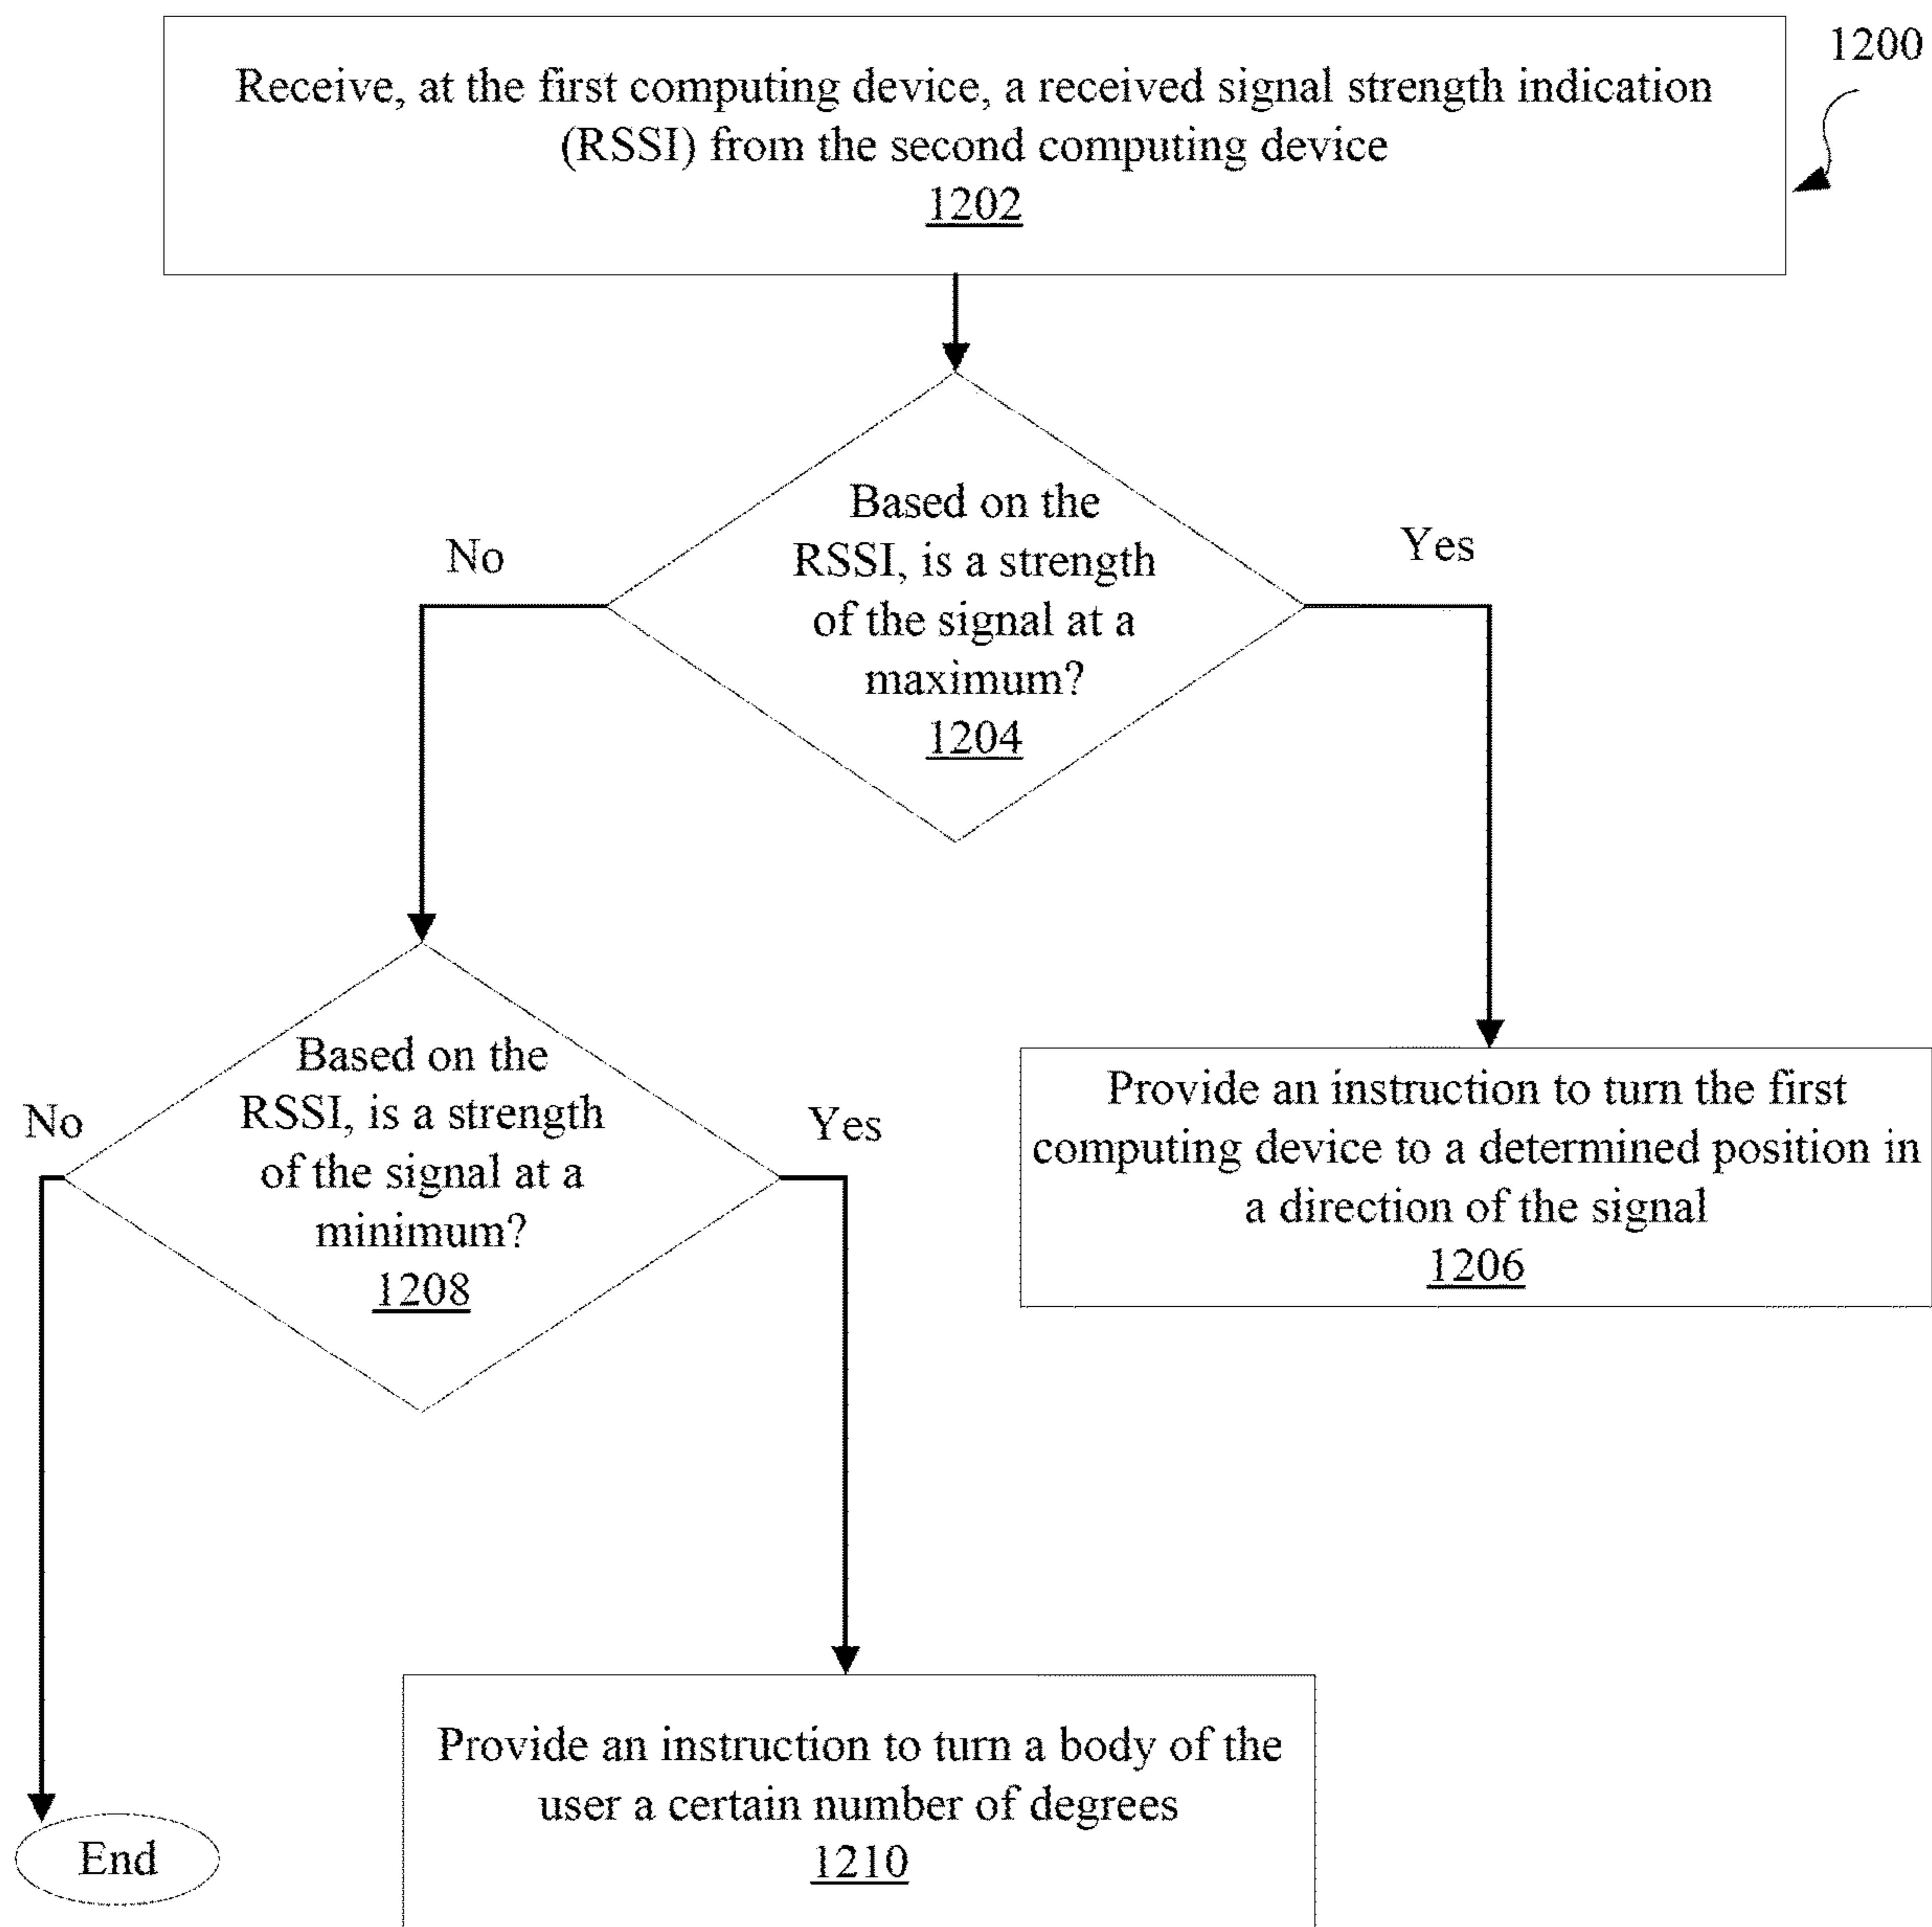 1200
Receive, at the first computing device, a received signal strength indication
(RSSI) from the second computing device
1202
Based on the
RSSI, is a strength
of the signal at a
maximum?
1204
No
Yes
Based on the
RSSI, is a strength
of the signal at a
minimum?
1208
No
Yes
Provide an instruction to turn the first
computing device to a determined position in
a direction of the signal
1206
Provide an instruction to turn a body of the
user a certain number of degrees
1210
End